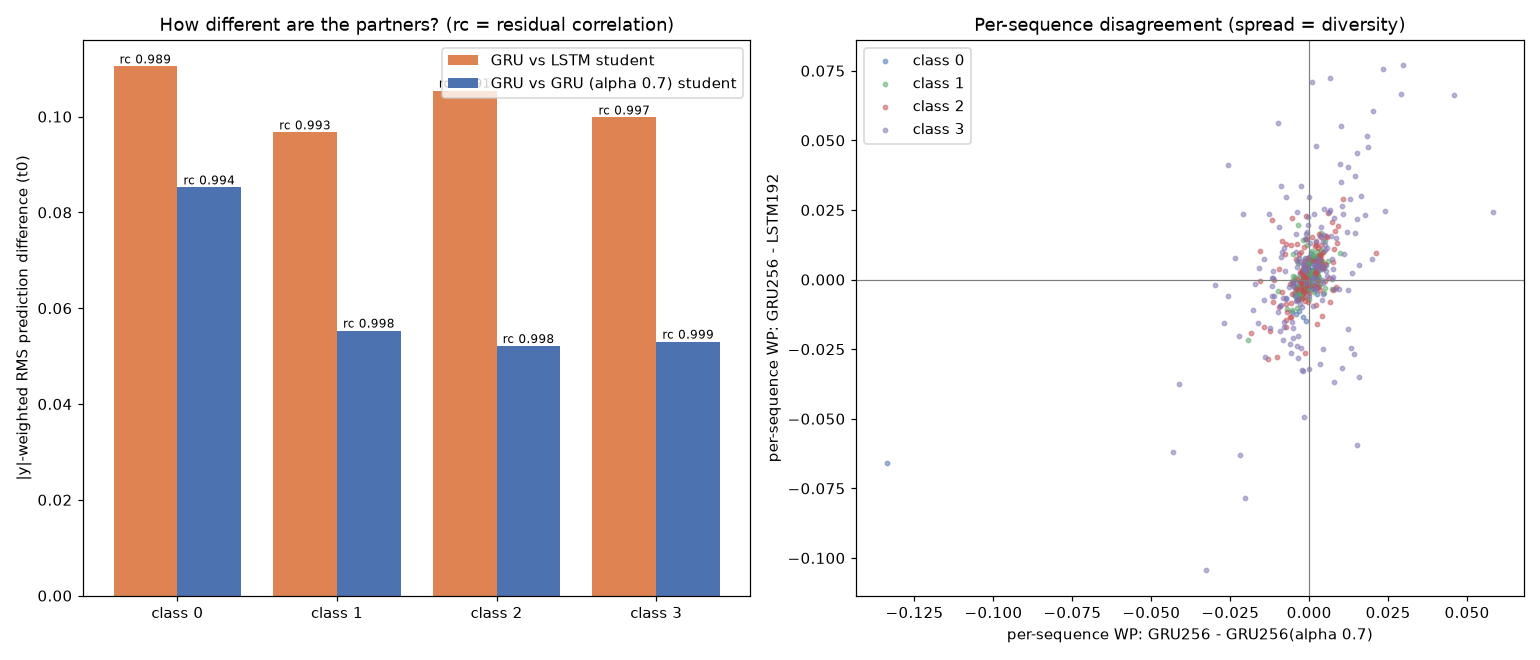 How different are the partners? (rc = residual correlation)
|y|-weighted RMS prediction difference (t0)
0.10
0.08
0.06
0.04
0.02
0.00
rc 0.989
rc 0.994
rc 0.993
rc 0.998
rc 0.998
rc 0.997
rc 0.999
GRU vs LSTM student
GRU vs GRU (alpha 0.7) student
class 0
class 1
class 2
class 3
Per-sequence disagreement (spread = diversity)
per-sequence WP: GRU256 - LSTM192
0.075
0.050
0.025
0.000
−0.025
−0.050
−0.075
−0.100
class 0
class 1
class 2
class 3
−0.125
−0.100
−0.075
−0.050
−0.025
0.000
0.025
0.050
per-sequence WP: GRU256 - GRU256(alpha 0.7)